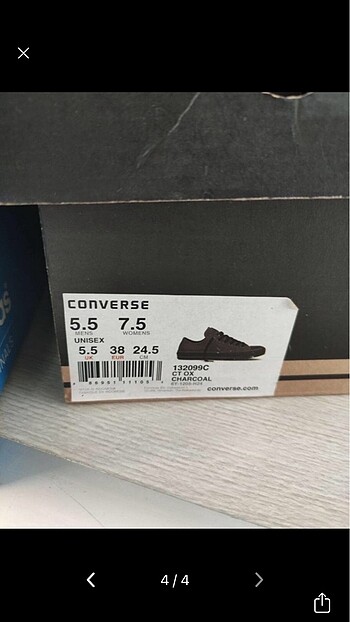 CONVERSE
5.5 7.5
MENS WOMENS
UNISEX
5.5 38 24.5
UK EUR CM
132099C
CT OX
CHARCOAL
converse.com
4 / 4